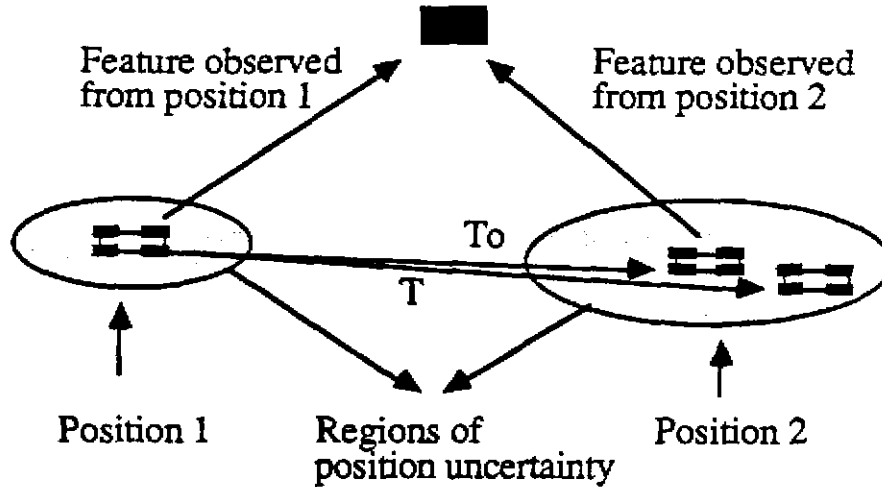 Feature observed
from position 1
Feature observed
from position 2
To
T
Position 1
Regions of
position uncertainty
Position 2